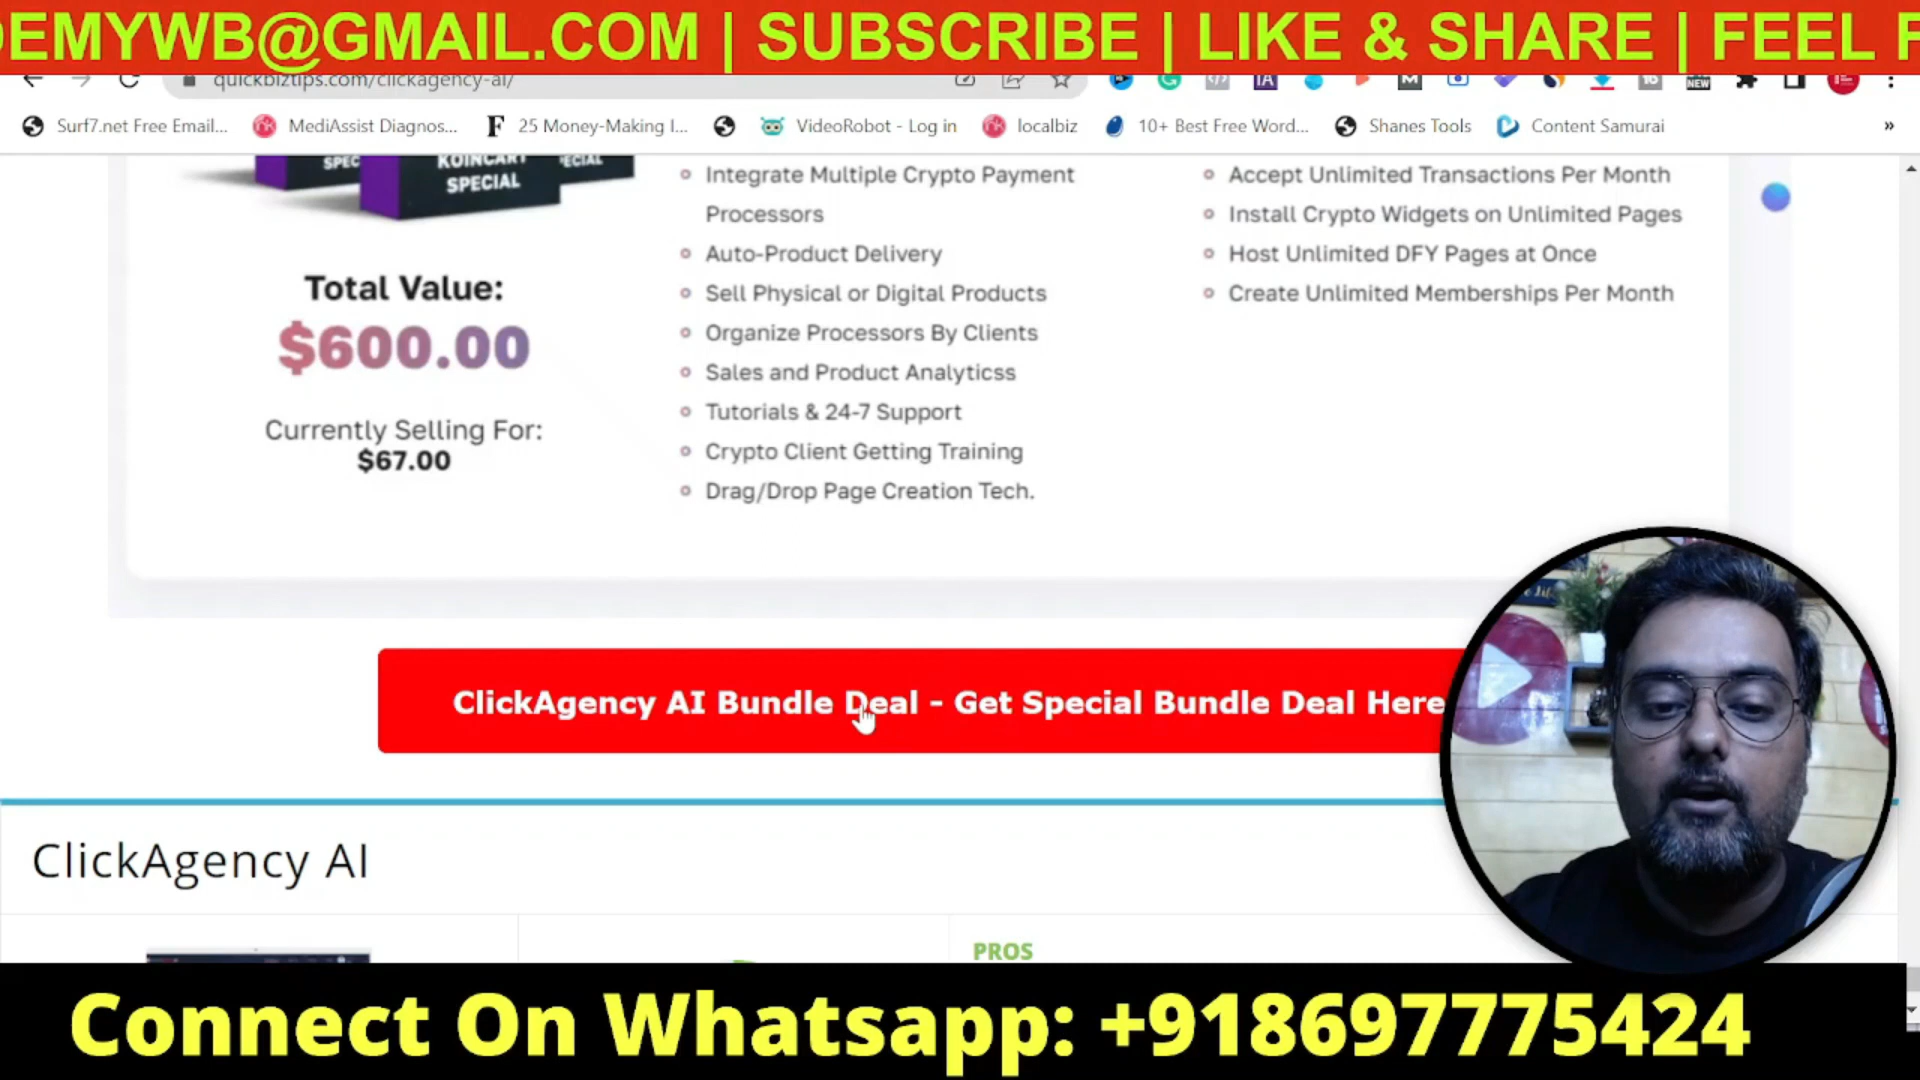 DEMYWB@GMAIL.COM | SUBSCRIBE | LIKE & SHARE | FEEL F
quickbiztips.com/clickagency-ai/
Surf7.net Free Email...
MediAssist Diagnos...
25 Money-Making I...
VideoRobot - Log in
localbiz
10+ Best Free Word...
Shanes Tools
Content Samurai
»
SPEC
KOINCART
SPECIAL
PECIAL
Total Value:
$600.00
Currently Selling For:
$67.00
Integrate Multiple Crypto Payment
Processors
Auto-Product Delivery
Sell Physical or Digital Products
Organize Processors By Clients
Sales and Product Analyticss
Tutorials & 24-7 Support
Crypto Client Getting Training
Drag/Drop Page Creation Tech.
Accept Unlimited Transactions Per Month
Install Crypto Widgets on Unlimited Pages
Host Unlimited DFY Pages at Once
Create Unlimited Memberships Per Month
ClickAgency AI Bundle Deal - Get Special Bundle Deal Here
ClickAgency AI
PROS
Connect On Whatsapp: +918697775424